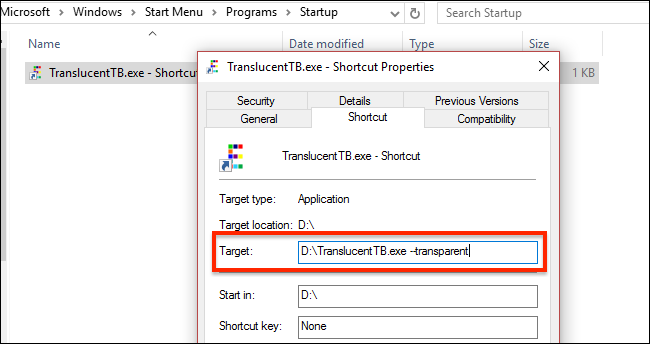 Microsoft > Windows > Start Menu > Programs > Startup
Search Startup
Name Date modified Type Size
TranslucentTB.exe - Shortcut
1 KB
TranslucentTB.exe - Shortcut Properties
Security Details Previous Versions
General Shortcut Compatibility
TranslucentTB.exe - Shortcut
Target type: Application
Target location: D:\
Target: D:\TranslucentTB.exe --transparent
Start in: D:\
Shortcut key: None